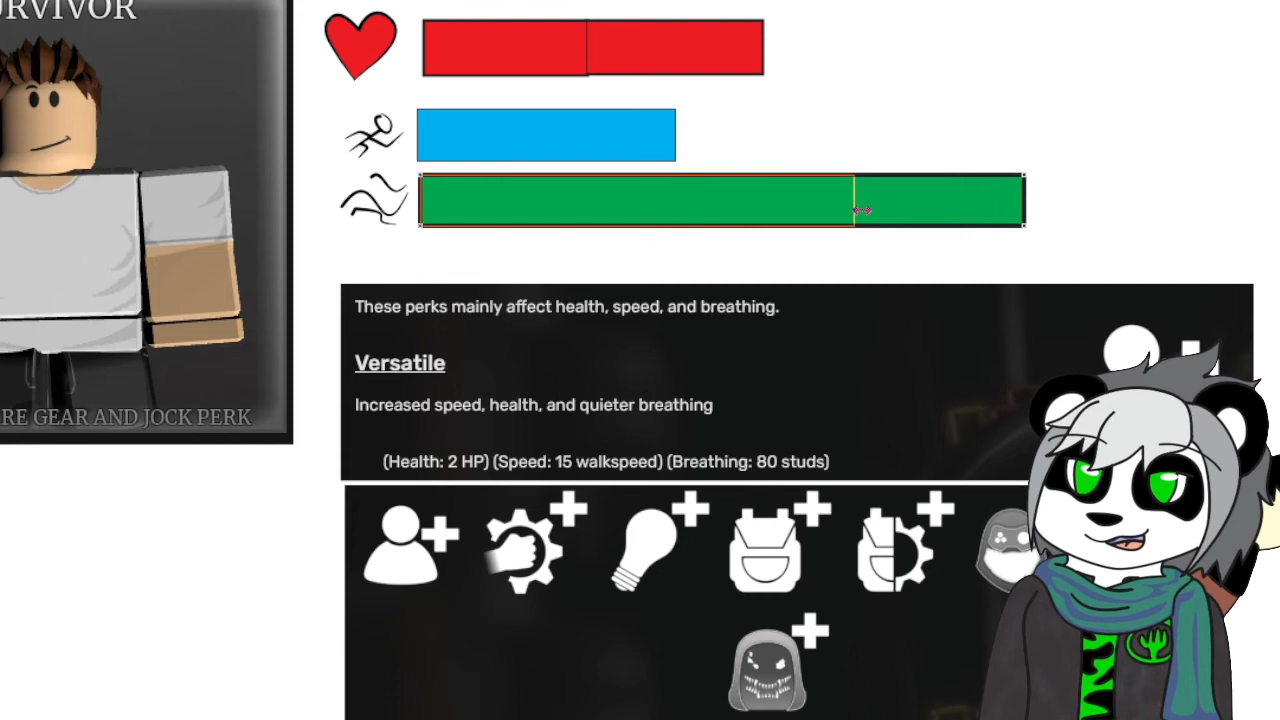 RVIVOR
RE GEAR AND JOCK PERK
These perks mainly affect health, speed, and breathing.
Versatile
Increased speed, health, and quieter breathing
(Health: 2 HP) (Speed: 15 walkspeed) (Breathing: 80 studs)